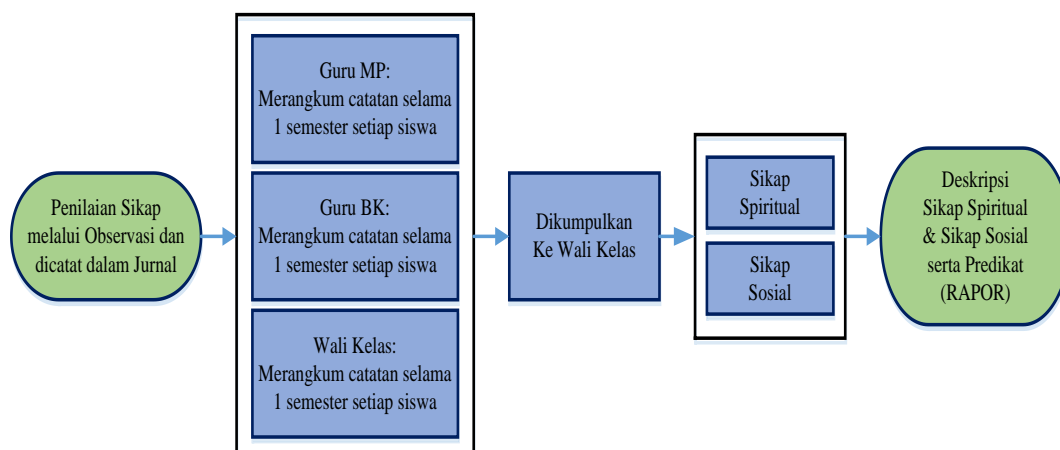 Penilaian Sikap
melalui Observasi dan
dicatat dalam Jurnal
Guru MP:
Merangkum catatan selama
1 semester setiap siswa
Guru BK:
Merangkum catatan selama
1 semester setiap siswa
Wali Kelas:
Merangkum catatan selama
1 semester setiap siswa
Dikumpulkan
Ke Wali Kelas
Sikap
Spiritual
Sikap
Sosial
Deskripsi
Sikap Spiritual
& Sikap Sosial
serta Predikat
(RAPOR)